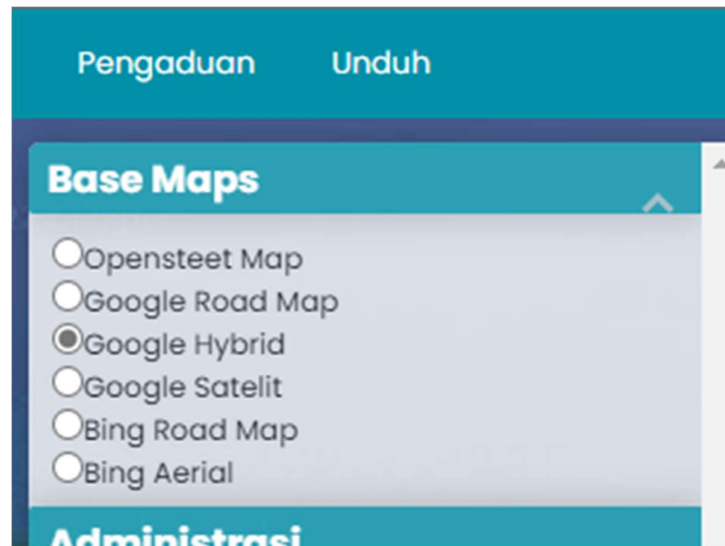 Pengaduan Unduh
Base Maps
Opensteet Map
Google Road Map
Google Hybrid
Google Satelit
Bing Road Map
Bing Aerial
Administrasi